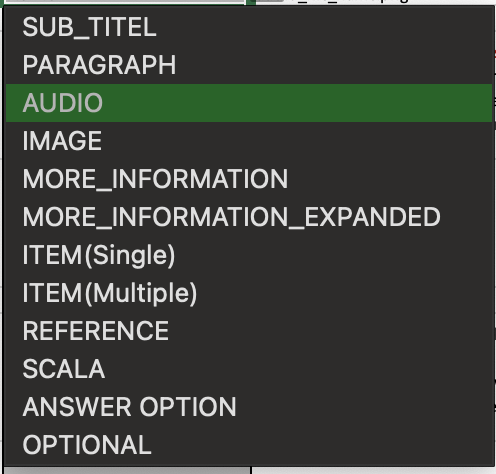 SUB_TITEL
PARAGRAPH
AUDIO
IMAGE
MORE_INFORMATION
MORE_INFORMATION_EXPANDED
ITEM(Single)
ITEM(Multiple)
REFERENCE
SCALA
ANSWER OPTION
OPTIONAL